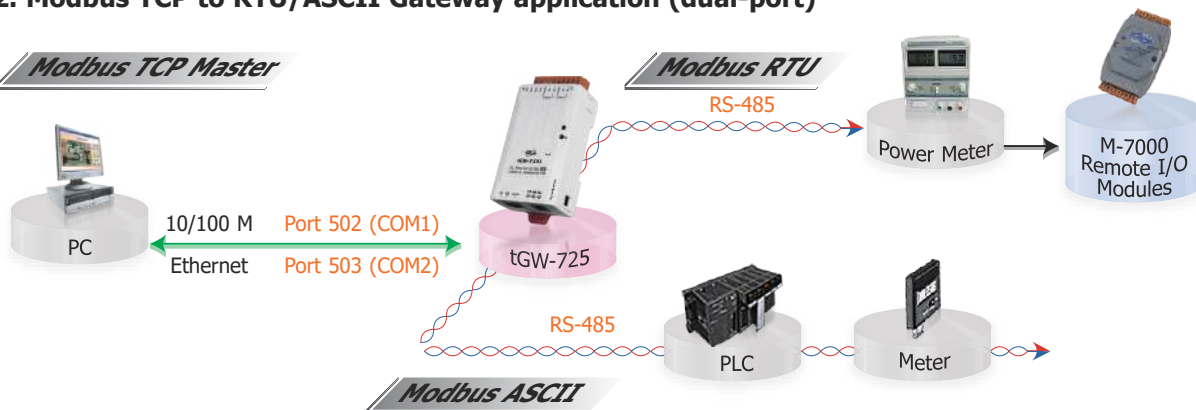 2. Modbus TCP to RTU/ASCII Gateway application (dual-port)
Modbus TCP Master
Modbus RTU
RS-485
Power Meter
M-7000
Remote I/O
Modules
PC
10/100 M
Port 502 (COM1)
Ethernet
Port 503 (COM2)
tGW-725
RS-485
PLC
Meter
Modbus ASCII